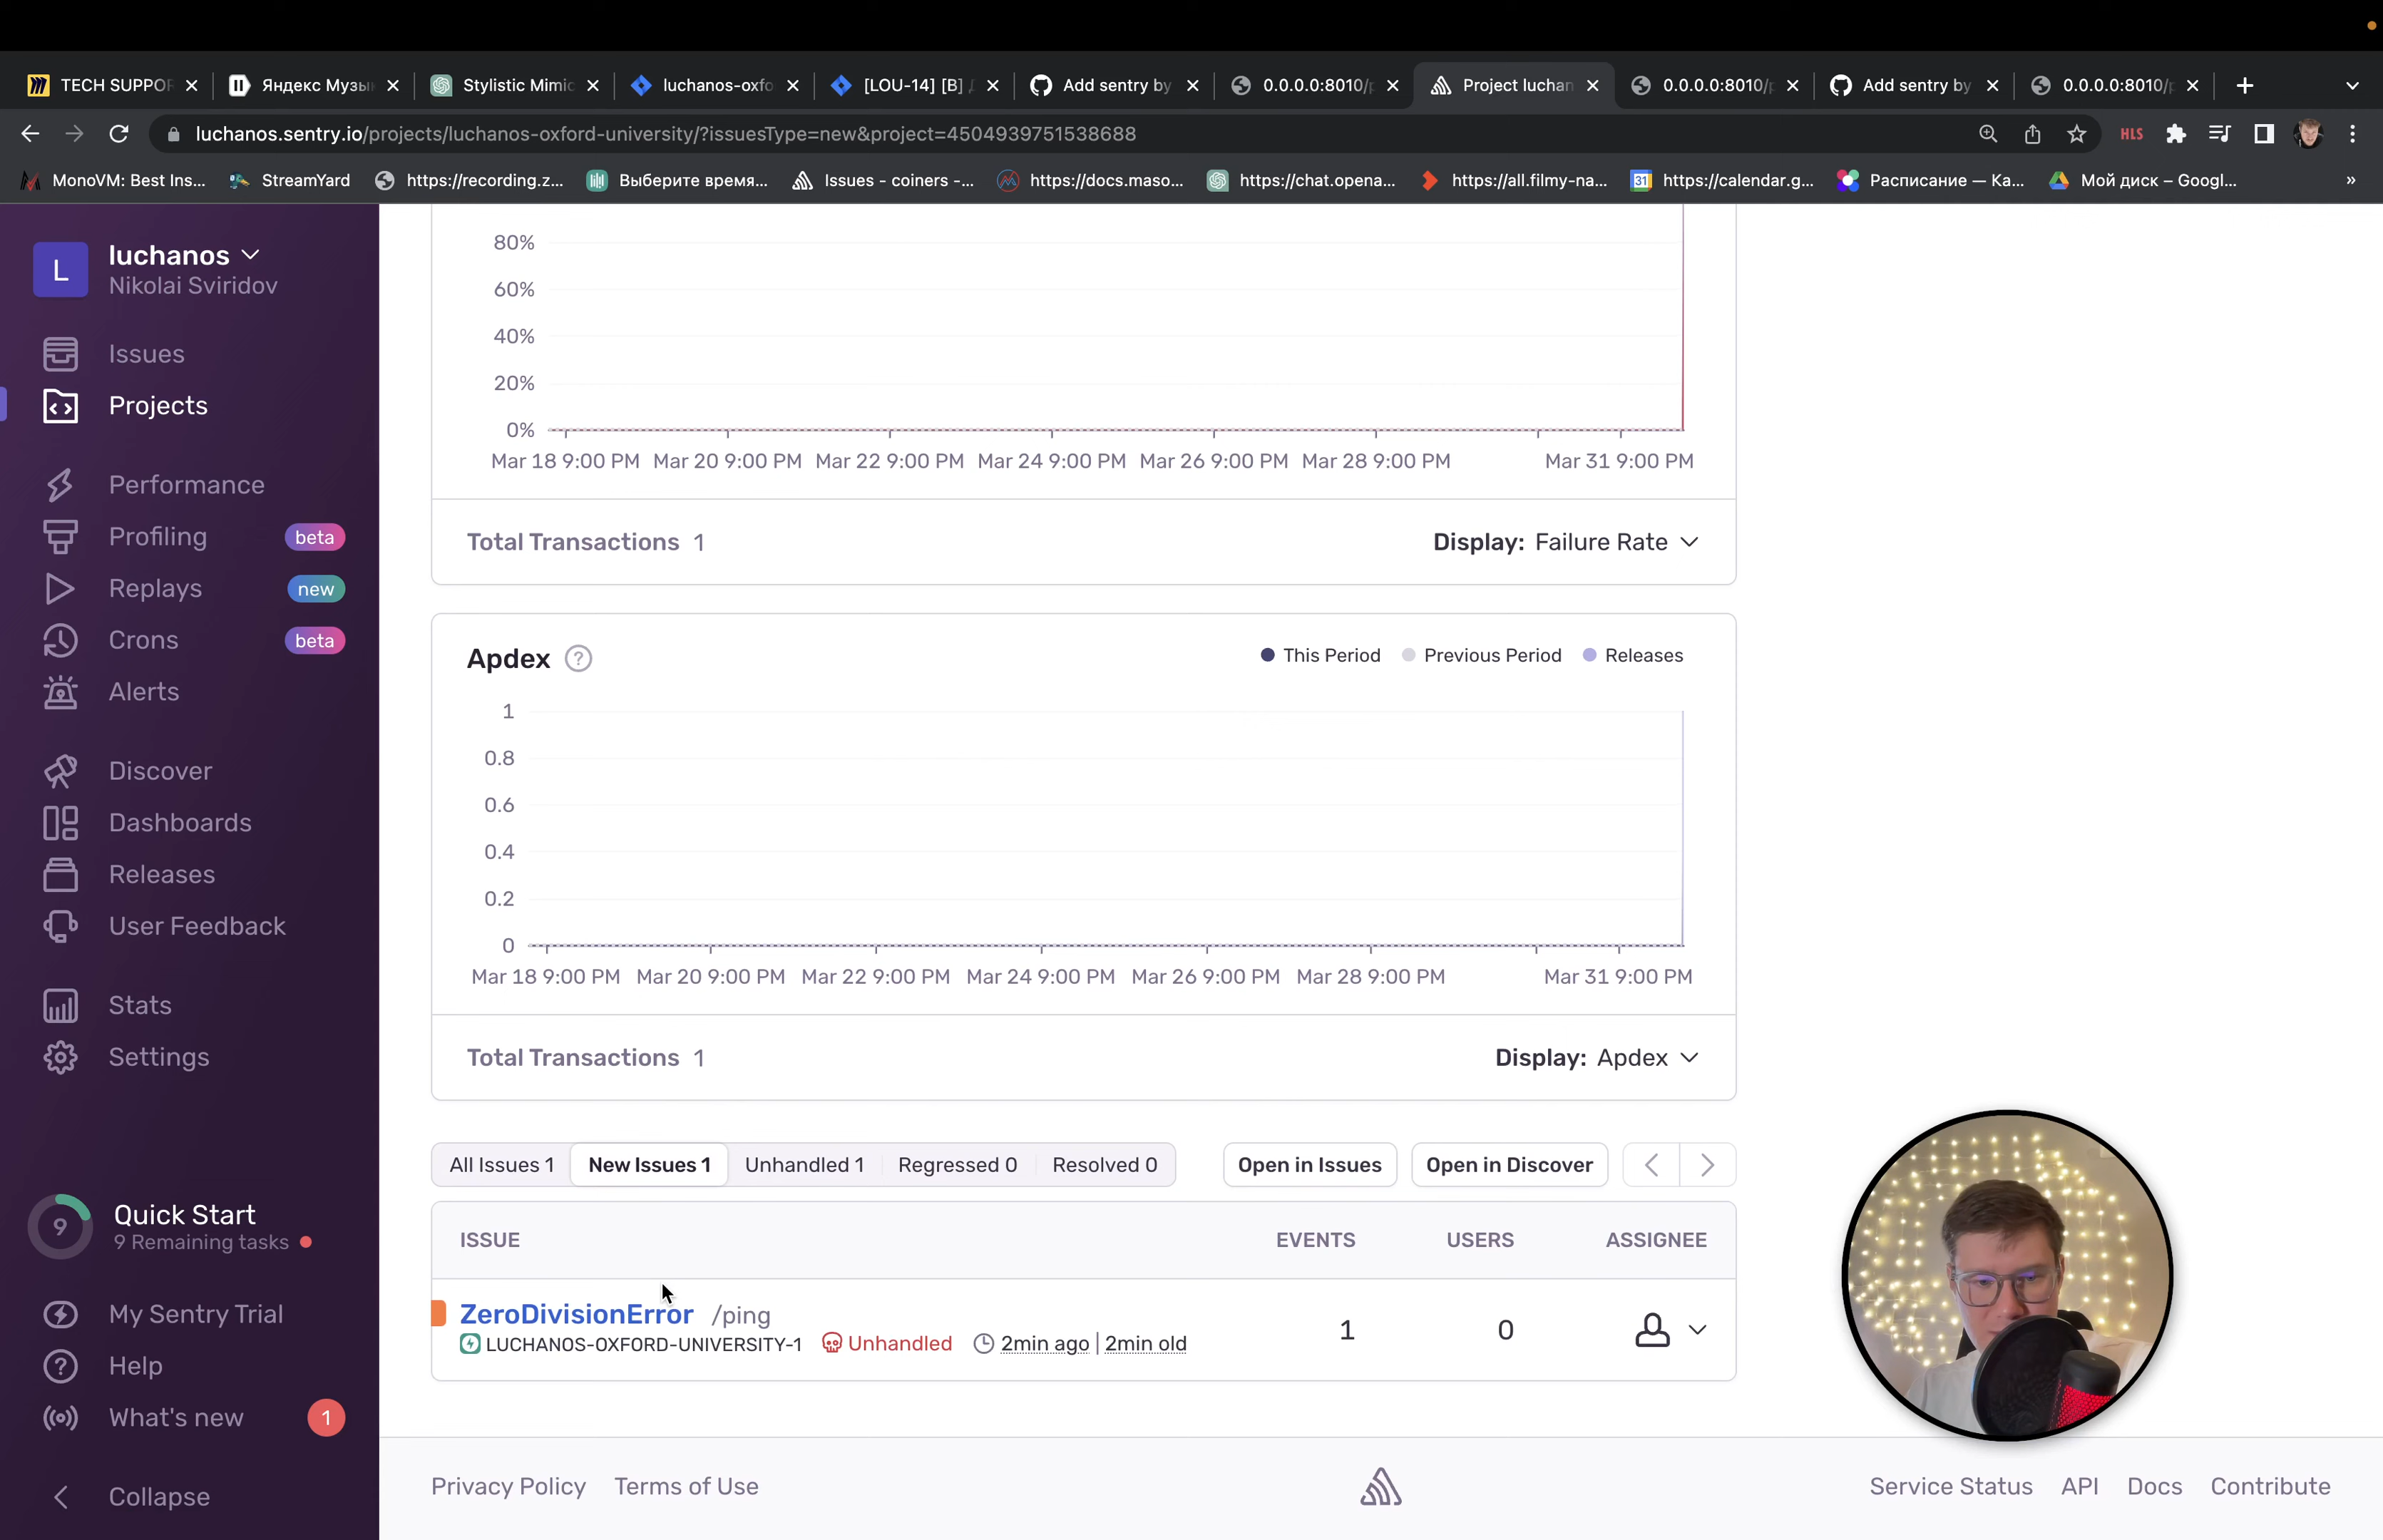 TECH SUPPOR
Яндекс Музык
Stylistic Mimic
luchanos-oxfo
[LOU-14] [B] Д
Add sentry by
0.0.0.0:8010/p
Project luchan
0.0.0.0:8010/p
Add sentry by
0.0.0.0:8010/p
luchanos.sentry.io/projects/luchanos-oxford-university/?issuesType=new&project=4504939751538688
HLS
MonoVM: Best Ins...
StreamYard
https://recording.z...
Выберите время...
Issues - coiners -...
https://docs.maso...
https://chat.opena...
https://all.filmy-na...
31
https://calendar.g...
Расписание — Ка...
Мой диск – Googl...
»
L
luchanos
Nikolai Sviridov
Issues
Projects
Performance
Profiling beta
Replays new
Crons beta
Alerts
Discover
Dashboards
Releases
User Feedback
Stats
Settings
9
Quick Start
9 Remaining tasks
My Sentry Trial
Help
What's new 1
Collapse
80%
60%
40%
20%
0%
Mar 18 9:00 PM Mar 20 9:00 PM Mar 22 9:00 PM Mar 24 9:00 PM Mar 26 9:00 PM Mar 28 9:00 PM Mar 31 9:00 PM
Total Transactions 1 Display: Failure Rate
Apdex ? This Period Previous Period Releases
1
0.8
0.6
0.4
0.2
0
Mar 18 9:00 PM Mar 20 9:00 PM Mar 22 9:00 PM Mar 24 9:00 PM Mar 26 9:00 PM Mar 28 9:00 PM Mar 31 9:00 PM
Total Transactions 1 Display: Apdex
All Issues 1 New Issues 1 Unhandled 1 Regressed 0 Resolved 0 Open in Issues Open in Discover
ISSUE EVENTS USERS ASSIGNEE
ZeroDivisionError /ping
LUCHANOS-OXFORD-UNIVERSITY-1 Unhandled 2min ago | 2min old 1 0
Privacy Policy Terms of Use Service Status API Docs Contribute